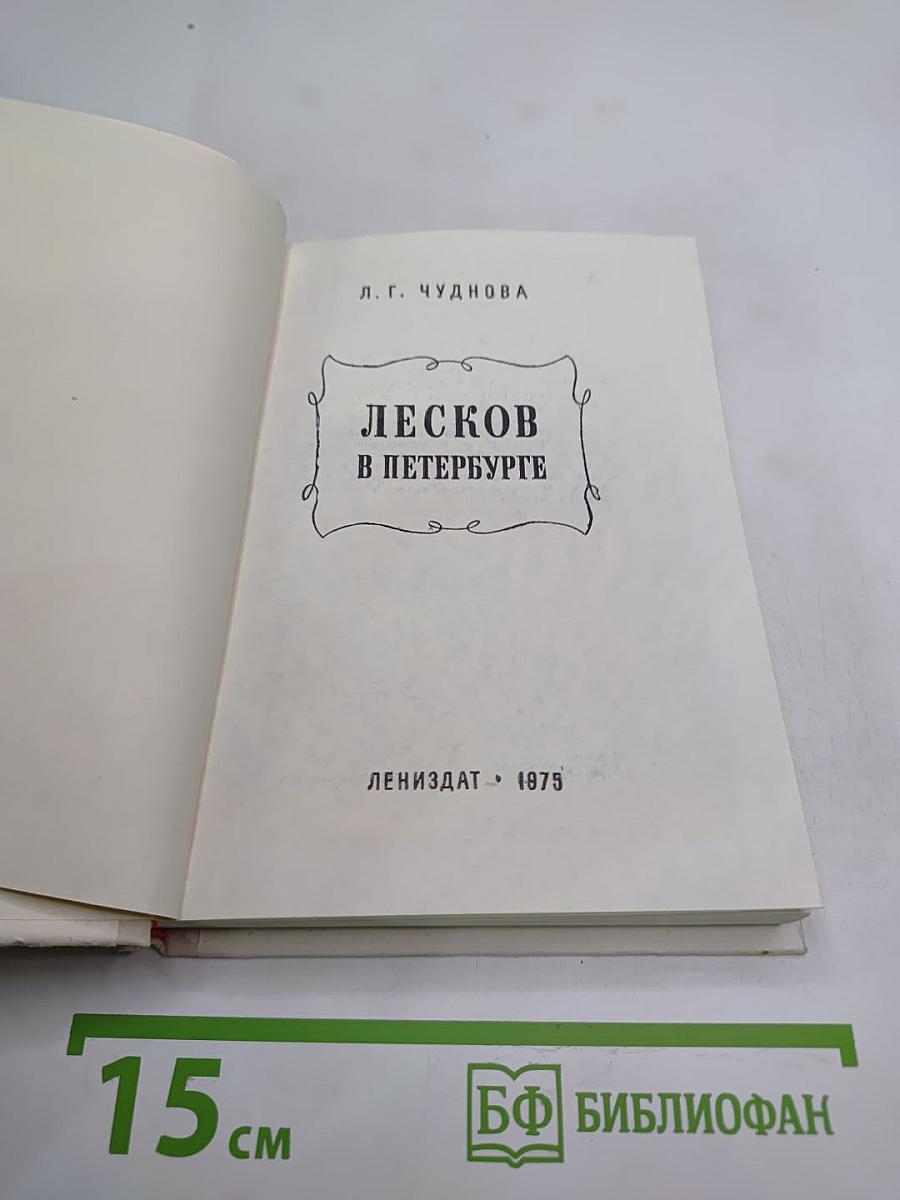 Л. Г. ЧУДНОВА
ЛЕСКОВ
В ПЕТЕРБУРГЕ
ЛЕНИЗДАТ • 1975
15 см
БФ БИБЛИОФАН